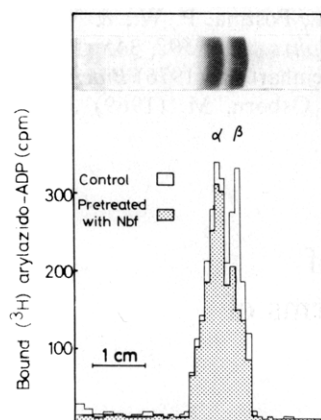 α β
Control
Pretreated
with Nbf
Bound (³H) arylazido-ADP (cpm)
300
200
100
1 cm